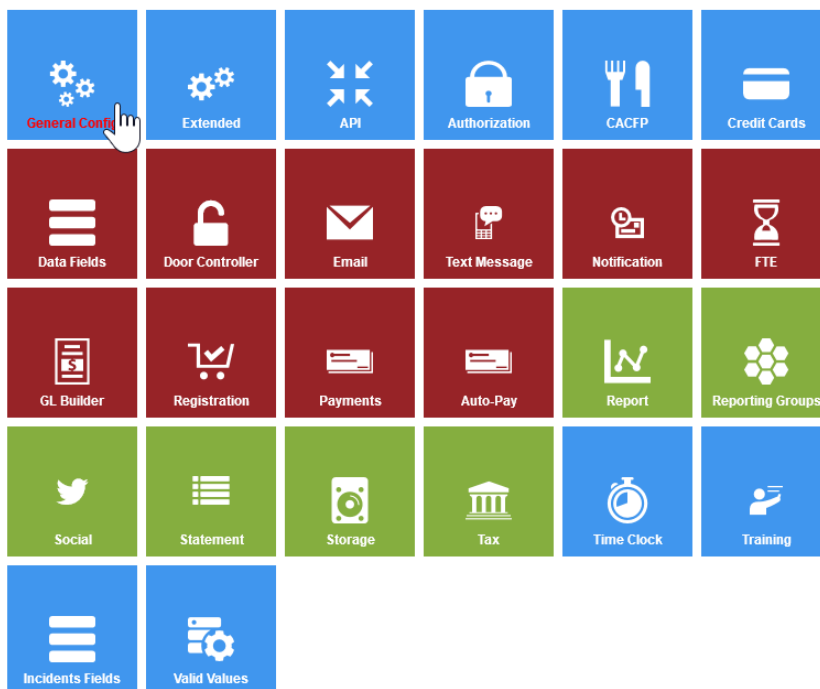 General Config
Extended
API
Authorization
CACFP
Credit Cards
Data Fields
Door Controller
Email
Text Message
Notification
FTE
$
GL Builder
Registration
Payments
Auto-Pay
Report
Reporting Groups
Social
Statement
Storage
Tax
Time Clock
Training
Incidents Fields
Valid Values